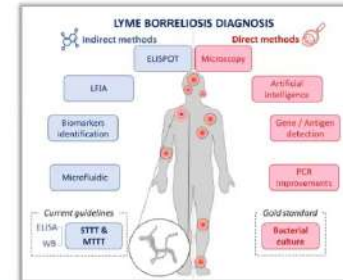 LYME BORRELIOSIS DIAGNOSIS
Indirect methods
Direct methods
ELISPOT
Microscopy
LFIA
Artificial
intelligence
Biomarkers
identification
Gene / Antigen
detection
Microfluidic
PCR
improvements
Current guidelines
Gold standard
ELISA
WB
STTT &
MTTT
Bacterial
culture